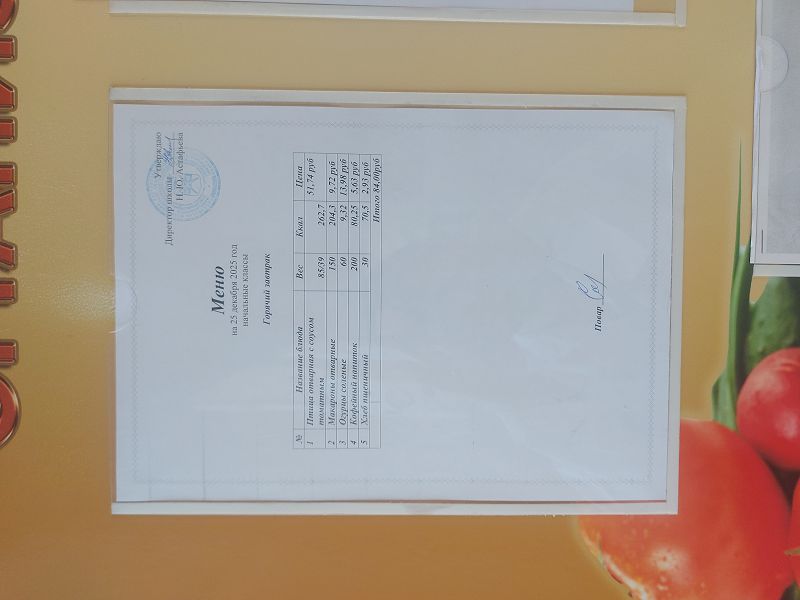 Утверждаю
Директор школы
Н.Ю. Астафьева
Меню
на 25 декабря 2025 год
начальные классы
Горячий завтрак
№ Название блюда Вес Ккал Цена
1 Птица отварная с соусом томатным 85/39 262,7 51,74 руб
2 Макароны отварные 150 204,3 9,72 руб
3 Огурцы соленые 60 9,32 13,98 руб
4 Кофейный напиток 200 80,25 5,63 руб
5 Хлеб пшеничный 30 70,5 2,93 руб
Итого 84,00руб
Повар